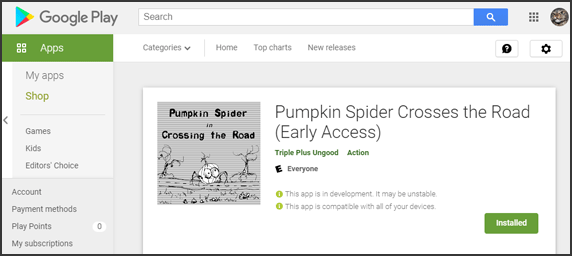 Google Play
Search
Apps
Categories
Home
Top charts
New releases
My apps
Shop
Games
Kids
Editors' Choice
Account
Payment methods
Play Points 0
My subscriptions
Pumpkin Spider
in
Crossing the Road
Pumpkin Spider Crosses the Road
(Early Access)
Triple Plus Ungood Action
E Everyone
This app is in development. It may be unstable.
This app is compatible with all of your devices.
Installed